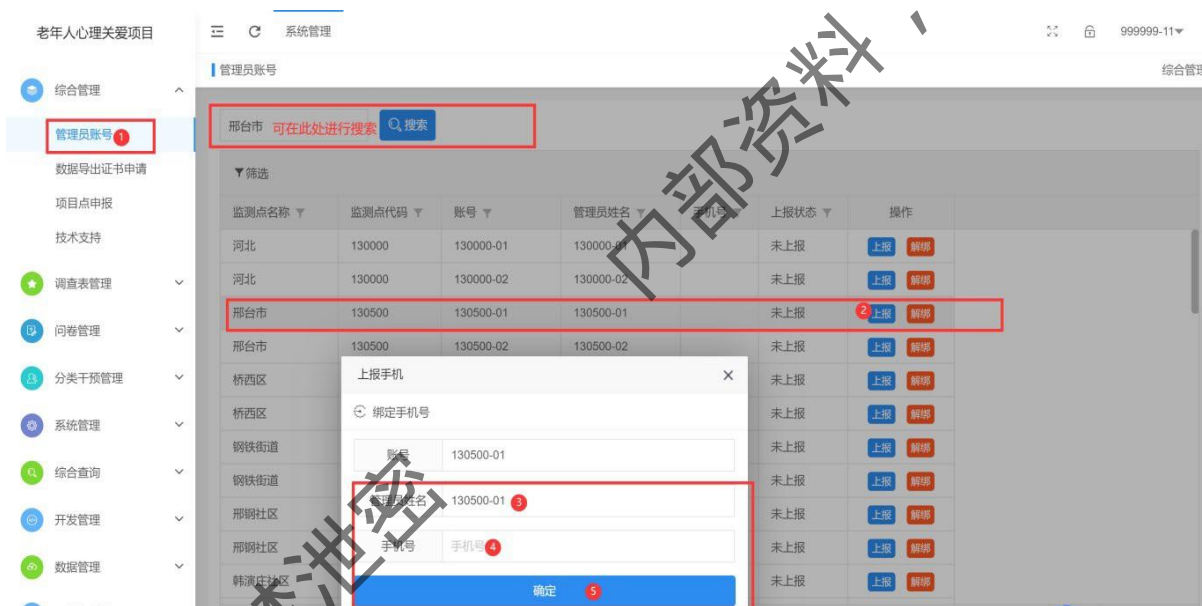 老年人心理关爱项目
系统管理
999999-11
综合管理
管理员账号
综合管理
管理员账号 1
邢台市 可在此处进行搜索 搜索
数据导出证书申请
筛选
项目点申报
监测点名称 监测点代码 账号 管理员姓名 手机号 上报状态 操作
技术支持
河北 130000 130000-01 130000-01 未上报 上报 解绑
河北 130000 130000-02 130000-02 未上报 上报 解绑
调查表管理
邢台市 130500 130500-01 130500-01 未上报 2 上报 解绑
问卷管理
邢台市 130500 130500-02 130500-02 未上报 上报 解绑
分类干预管理
上报手机
桥西区 未上报 上报 解绑
绑定手机号
桥西区 未上报 上报 解绑
系统管理
钢铁街道 未上报 上报 解绑
账号 130500-01
综合查询
钢铁街道 未上报 上报 解绑
管理员姓名 130500-01 3
开发管理
邢钢社区 未上报 上报 解绑
手机号 手机号 4
邢钢社区 未上报 上报 解绑
数据管理
韩演庄社区 未上报 上报 解绑
确定 5
内部资料,
泄密